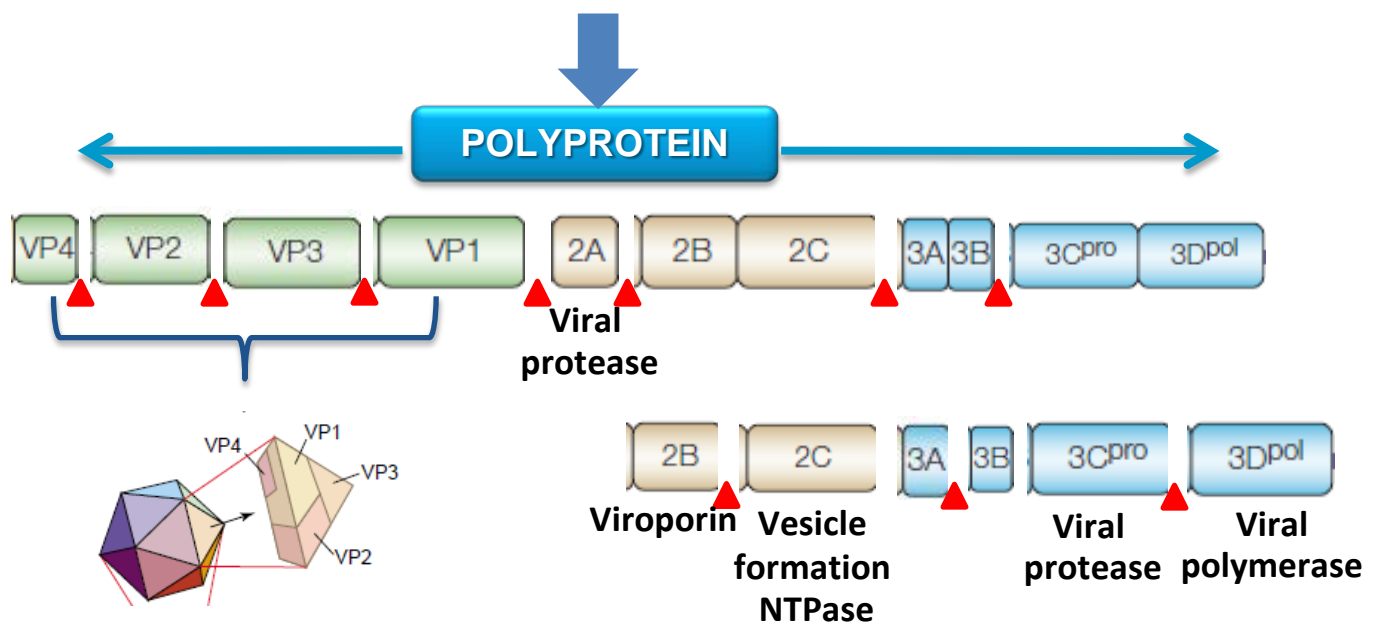 POLYPROTEIN
VP4 VP2 VP3 VP1 2A 2B 2C 3A 3B 3Cpro 3Dpol
Viral
protease
2B 2C 3A 3B 3Cpro 3Dpol
Viroporin Vesicle Viral Viral
formation protease polymerase
NTPase
VP4 VP1
VP3
VP2